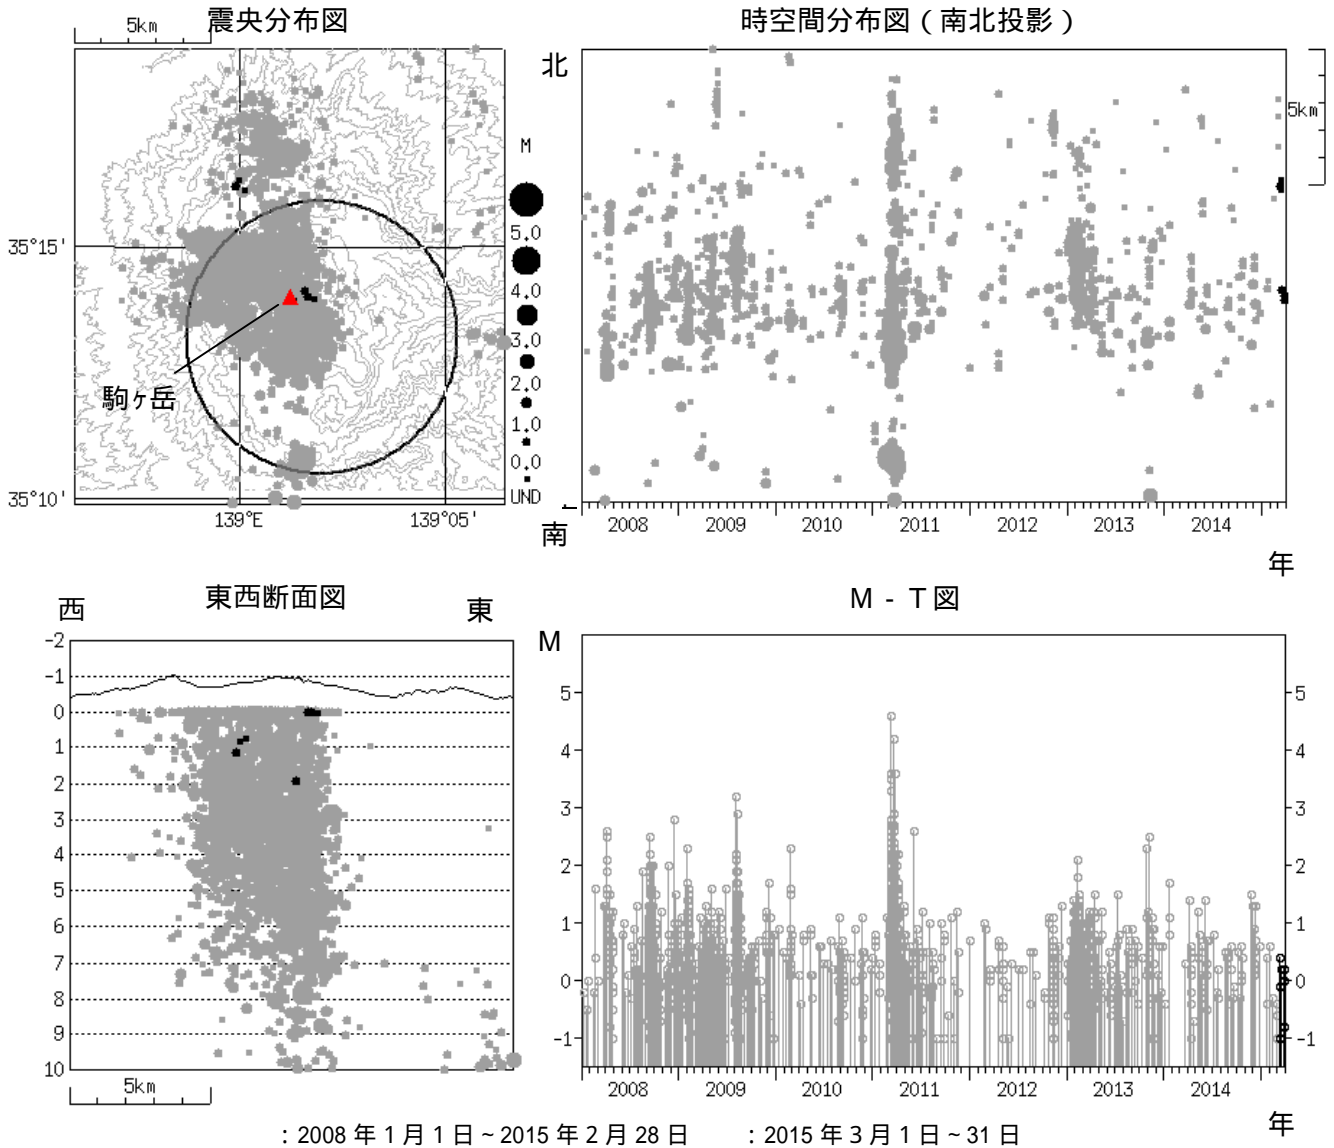 震央分布図
5km
35°15'
35°10'
139°E
139°05'
駒ヶ岳
M
5.0
4.0
3.0
2.0
1.0
0.0
UND
時空間分布図（南北投影）
北
南
5km
2008 2009 2010 2011 2012 2013 2014
年
東西断面図
西 東
-2
-1
0
1
2
3
4
5
6
7
8
9
10
5km
M - T図
M
5 5
4 4
3 3
2 2
1 1
0 0
-1 -1
2008 2009 2010 2011 2012 2013 2014
年
：2008年1月1日～2015年2月28日 ：2015年3月1日～31日